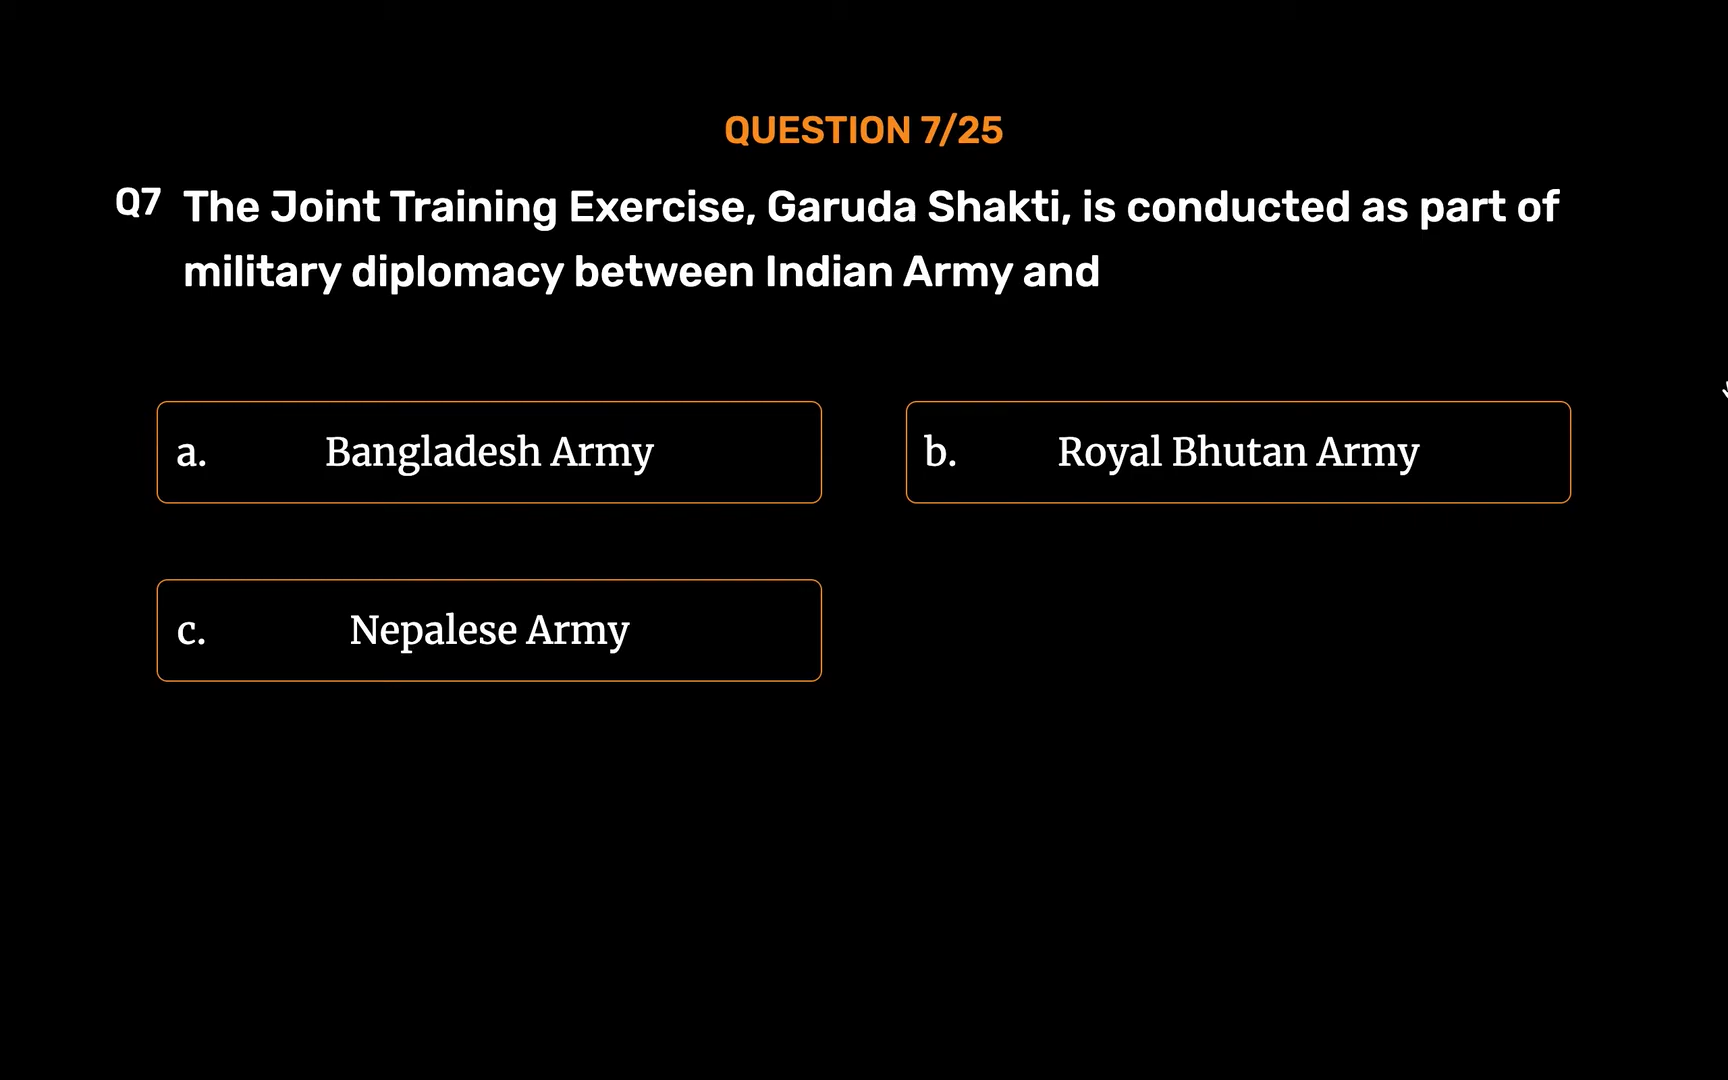 QUESTION 7/25
Q7 The Joint Training Exercise, Garuda Shakti, is conducted as part of
military diplomacy between Indian Army and
a. Bangladesh Army
b. Royal Bhutan Army
c. Nepalese Army